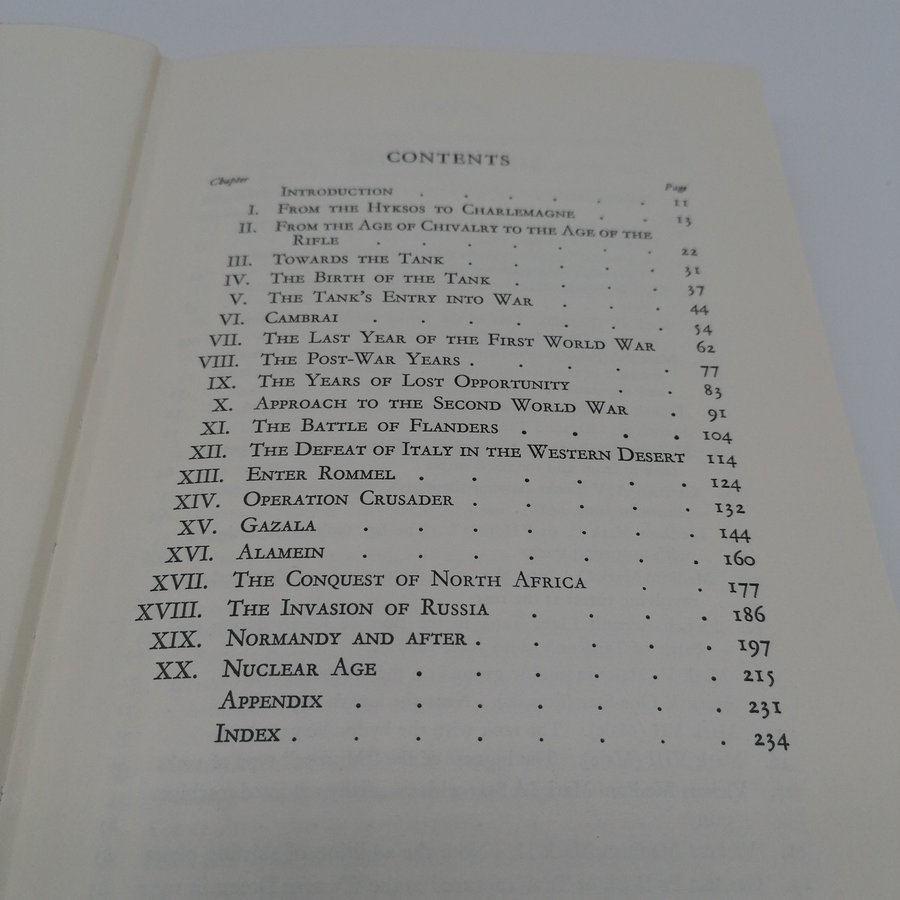 CONTENTS
Chapter Page
INTRODUCTION . . . . . 11
I. FROM THE HYKSOS TO CHARLEMAGNE . . 13
II. FROM THE AGE OF CHIVALRY TO THE AGE OF THE
RIFLE . . . . . . 22
III. TOWARDS THE TANK . . . . . 31
IV. THE BIRTH OF THE TANK . . . . 37
V. THE TANK'S ENTRY INTO WAR . . . 44
VI. CAMBRAI . . . . . . . 54
VII. THE LAST YEAR OF THE FIRST WORLD WAR 62
VIII. THE POST-WAR YEARS . . . . . 77
IX. THE YEARS OF LOST OPPORTUNITY . . 83
X. APPROACH TO THE SECOND WORLD WAR . 91
XI. THE BATTLE OF FLANDERS . . . . 104
XII. THE DEFEAT OF ITALY IN THE WESTERN DESERT 114
XIII. ENTER ROMMEL . . . . . . 124
XIV. OPERATION CRUSADER . . . . . 132
XV. GAZALA . . . . . . . 144
XVI. ALAMEIN . . . . . . . 160
XVII. THE CONQUEST OF NORTH AFRICA . . 177
XVIII. THE INVASION OF RUSSIA . . . . 186
XIX. NORMANDY AND AFTER . . . . . 197
XX. NUCLEAR AGE . . . . . . 215
APPENDIX . . . . . . . 231
INDEX . . . . . . . . 234